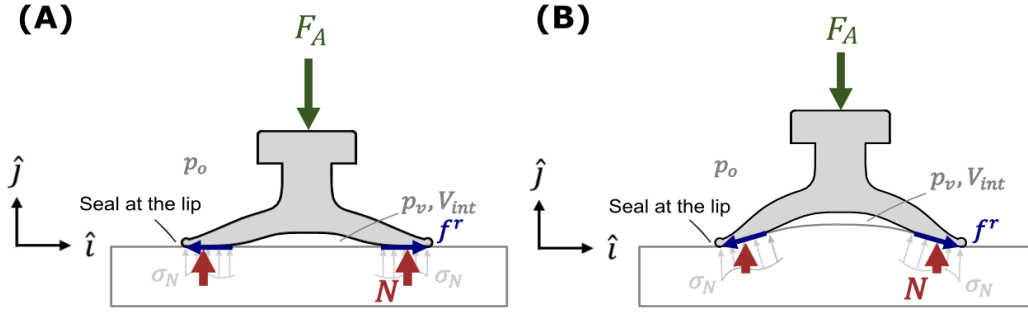 (A)
F_A
p_o
ĵ
Seal at the lip
p_v, V_int
î
f^r
σ_N
N
σ_N
(B)
F_A
p_o
ĵ
p_v, V_int
Seal at the lip
î
f^r
σ_N
N
σ_N